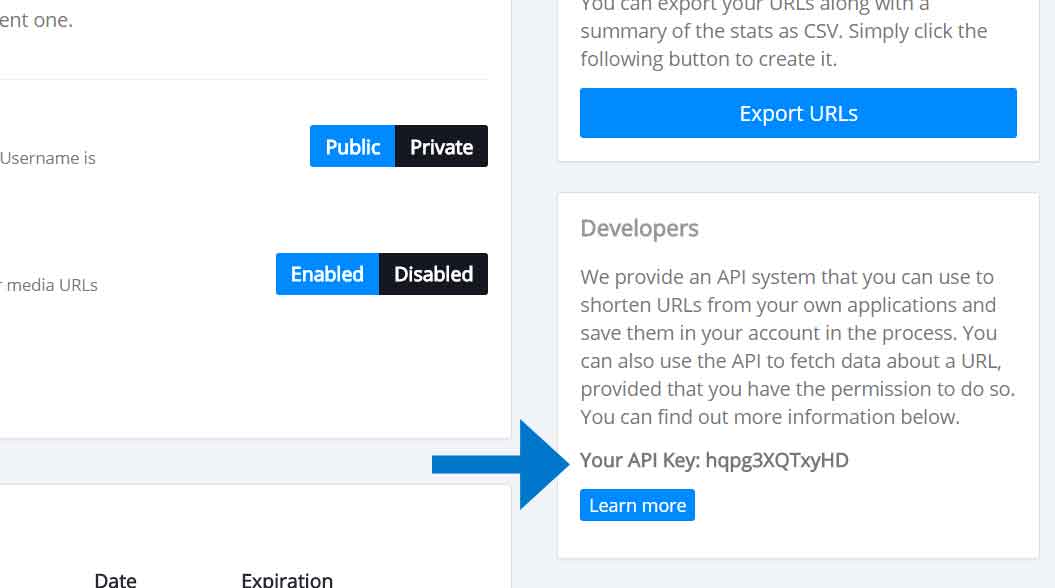 ent one.
Username is
Public Private
r media URLs
Enabled Disabled
Date Expiration
You can export your URLs along with a
summary of the stats as CSV. Simply click the
following button to create it.
Export URLs
Developers
We provide an API system that you can use to
shorten URLs from your own applications and
save them in your account in the process. You
can also use the API to fetch data about a URL,
provided that you have the permission to do so.
You can find out more information below.
Your API Key: hqpg3XQTxyHD
Learn more